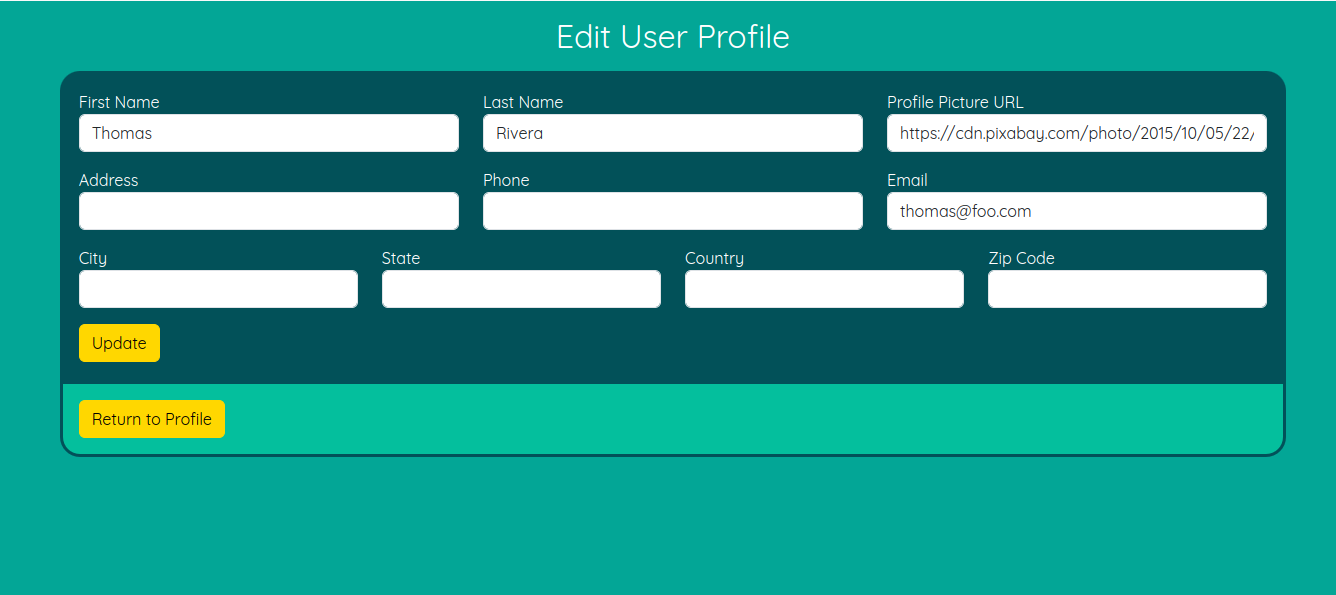 Edit User Profile
First Name Last Name Profile Picture URL
Thomas Rivera https://cdn.pixabay.com/photo/2015/10/05/22/
Address Phone Email
thomas@foo.com
City State Country Zip Code
Update
Return to Profile